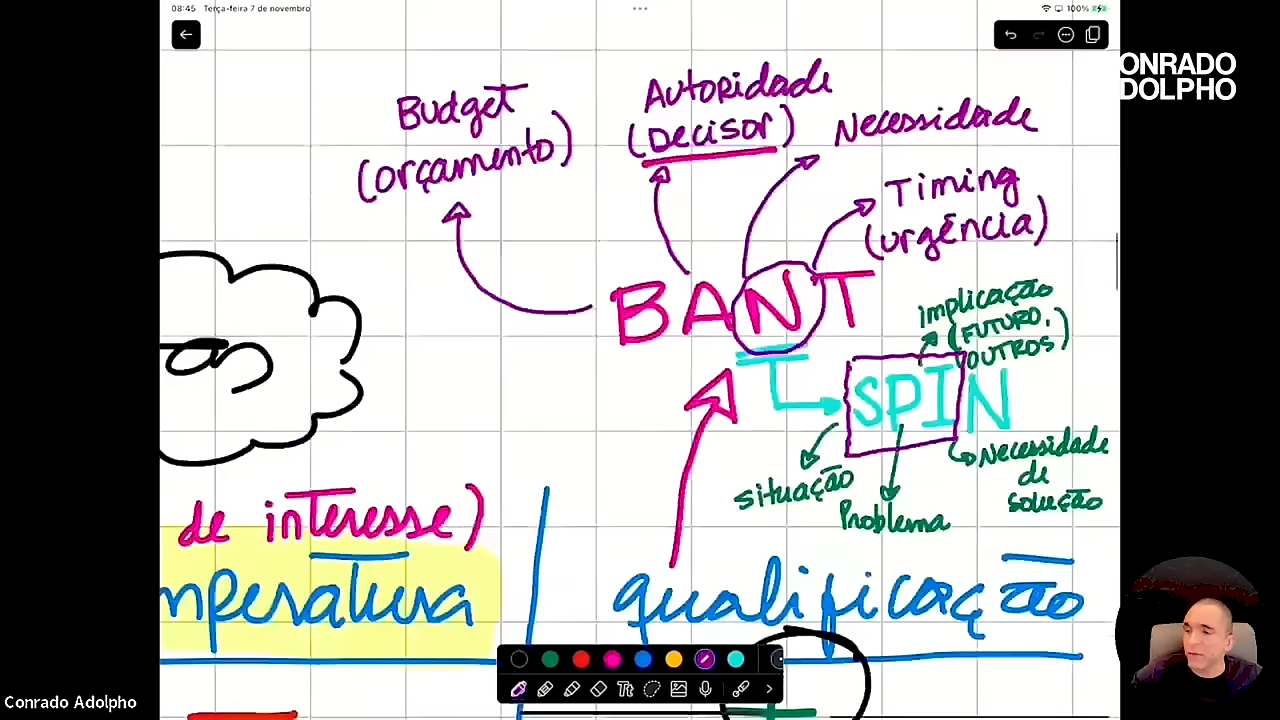 08:45 Terça-feira 7 de novembro
100%
ONRADO
DOLPHO
Budget
(orçamento)
Autoridade
(Decisor)
Necessidade
Timing
(urgência)
BANT
implicação
(FUTURO,
OUTROS)
SPIN
situação
Problema
Necessidade
de
solução
de interesse)
mperatura
qualificação
Tt
Conrado Adolpho